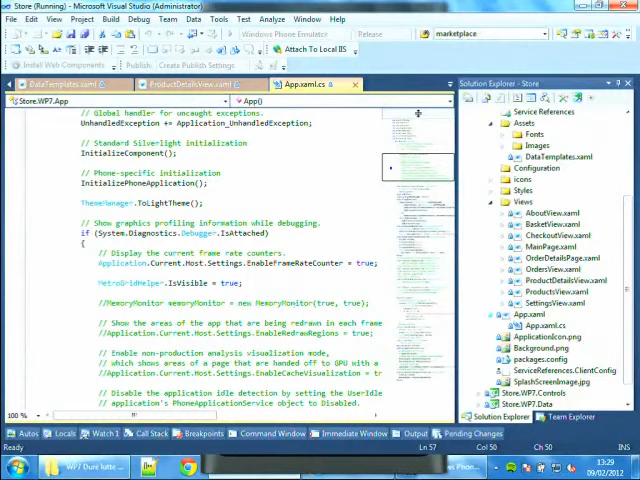 Store (Running) - Microsoft Visual Studio (Administrator)
File Edit View Project Build Debug Team Data Tools Test Analyze Window Help
Windows Phone Emulator Release marketplace
Attach To Local IIS
Install Web Components Publish: Create Publish Settings
DataTemplates.xaml ProductDetailsView.xaml App.xaml.cs
Store.WP7.App App()
// Global handler for uncaught exceptions.
UnhandledException += Application_UnhandledException;
// Standard Silverlight initialization
InitializeComponent();
// Phone-specific initialization
InitializePhoneApplication();
ThemeManager.ToLightTheme();
// Show graphics profiling information while debugging.
if (System.Diagnostics.Debugger.IsAttached)
{
// Display the current frame rate counters.
Application.Current.Host.Settings.EnableFrameRateCounter = true;
MetroGridHelper.IsVisible = true;
//MemoryMonitor memoryMonitor = new MemoryMonitor(true, true);
// Show the areas of the app that are being redrawn in each frame
//Application.Current.Host.Settings.EnableRedrawRegions = true;
// Enable non-production analysis visualization mode,
// which shows areas of a page that are handed off to GPU with a
//Application.Current.Host.Settings.EnableCacheVisualization = tr
// Disable the application idle detection by setting the UserIdle
// application's PhoneApplicationService object to Disabled.
100 %
Solution Explorer - Store
Service References
Assets
Fonts
Images
DataTemplates.xaml
Configuration
icons
Styles
Views
AboutView.xaml
BasketView.xaml
CheckoutView.xaml
MainPage.xaml
OrderDetailsPage.xaml
OrdersView.xaml
ProductDetailsView.xaml
ProductsView.xaml
SettingsView.xaml
App.xaml
App.xaml.cs
ApplicationIcon.png
Background.png
packages.config
ServiceReferences.ClientConfig
SplashScreenImage.jpg
Store.WP7.Controls
Store.WP7.Data
Solution Explorer Team Explorer
Autos Locals Watch 1 Call Stack Breakpoints Command Window Immediate Window Output Pending Changes
Ready Ln 57 Col 50 Ch 50 INS
WP7 Dure lutte ... ws Phon...
13:29
09/02/2012